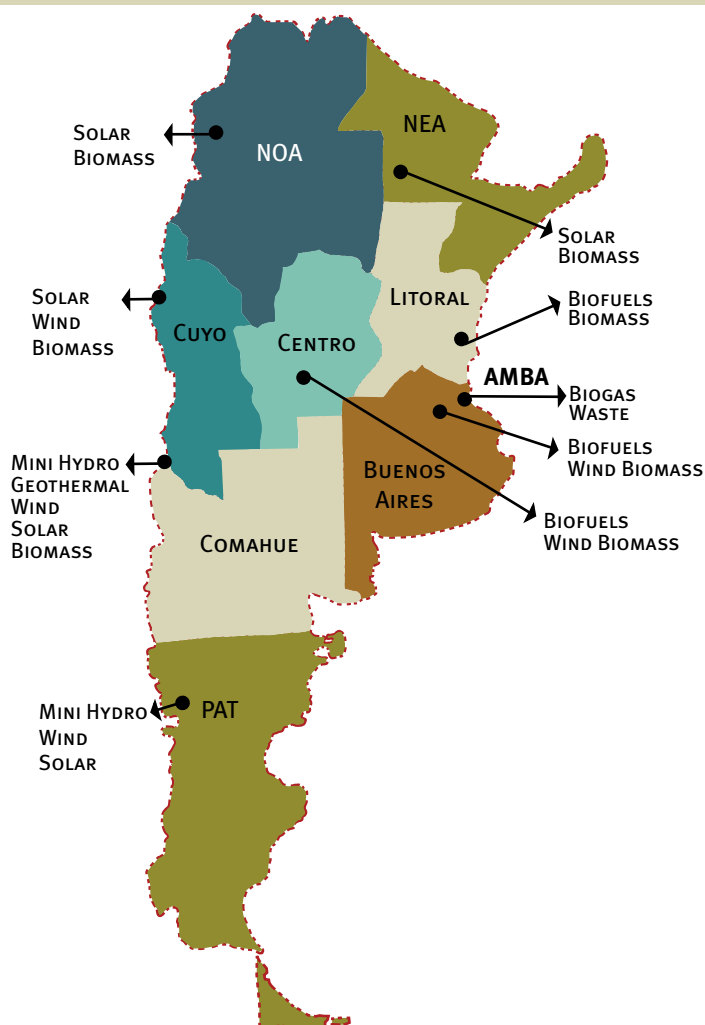 NEA
SOLAR
BIOMASS
NOA
SOLAR
BIOMASS
SOLAR
WIND
BIOMASS
LITORAL
BIOFUELS
BIOMASS
CUYO
CENTRO
AMBA
BIOGAS
WASTE
BIOFUELS
WIND BIOMASS
MINI HYDRO
GEOTHERMAL
WIND
SOLAR
BIOMASS
BUENOS
AIRES
BIOFUELS
WIND BIOMASS
COMAHUE
MINI HYDRO
WIND
SOLAR
PAT